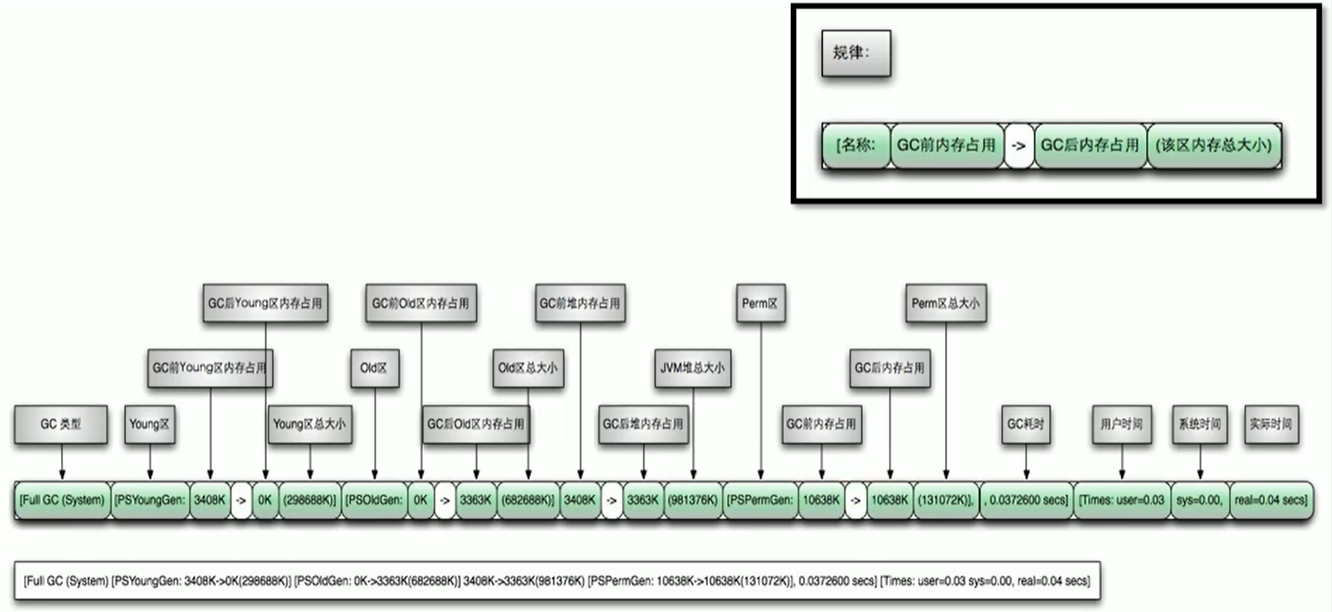 规律：
[名称: GC前内存占用 -> GC后内存占用 (该区内存总大小)
GC后Young区内存占用 GC前Old区内存占用 GC前堆内存占用 Perm区 Perm区总大小
GC前Young区内存占用 Old区 Old区总大小 JVM堆总大小 GC后内存占用
GC 类型 Young区 Young区总大小 GC后Old区内存占用 GC后堆内存占用 GC前内存占用 GC耗时 用户时间 系统时间 实际时间
[Full GC (System) [PSYoungGen: 3408K -> 0K (298688K)] [PSOldGen: 0K -> 3363K (682688K)] 3408K -> 3363K (981376K) [PSPermGen: 10638K -> 10638K (131072K)], , 0.0372600 secs] [Times: user=0.03 sys=0.00, real=0.04 secs]
[Full GC (System) [PSYoungGen: 3408K->0K(298688K)] [PSOldGen: 0K->3363K(682688K)] 3408K->3363K(981376K) [PSPermGen: 10638K->10638K(131072K)], 0.0372600 secs] [Times: user=0.03 sys=0.00, real=0.04 secs]